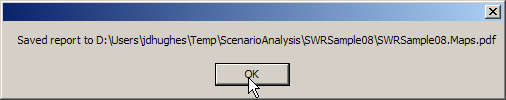 Saved report to D:\Users\jdhughes\Temp\ScenarioAnalysis\SWRSample08\SWRSample08.Maps.pdf
OK